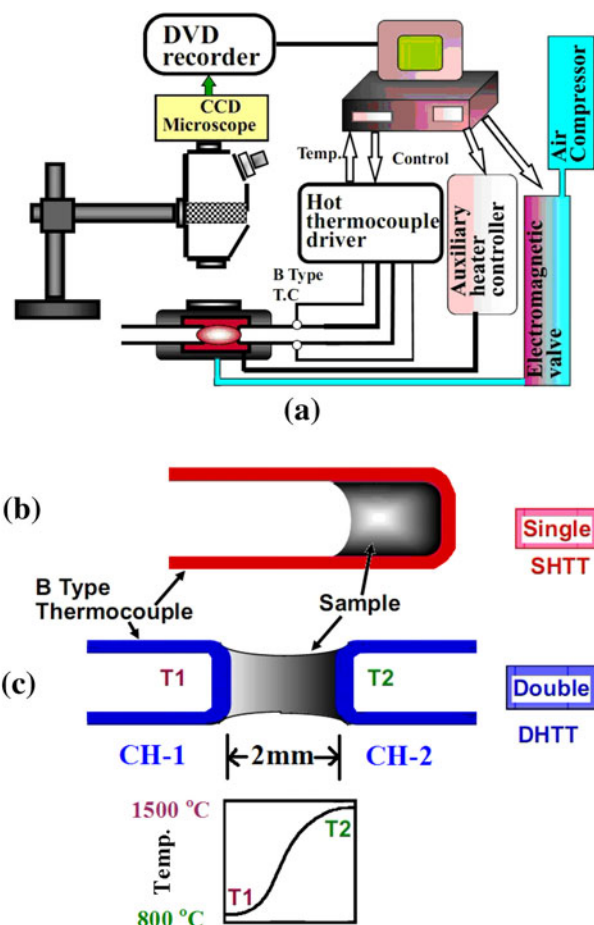 DVD
recorder
CCD
Microscope
Temp.
Control
Air
Compressor
Hot
thermocouple
driver
Auxiliary
heater
controller
Electromagnetic
valve
B Type
T.C
(a)
(b)
Single
SHTT
B Type
Thermocouple
Sample
(c)
T1
T2
Double
DHTT
CH-1
2mm
CH-2
1500 °C
Temp.
T2
T1
800 °C